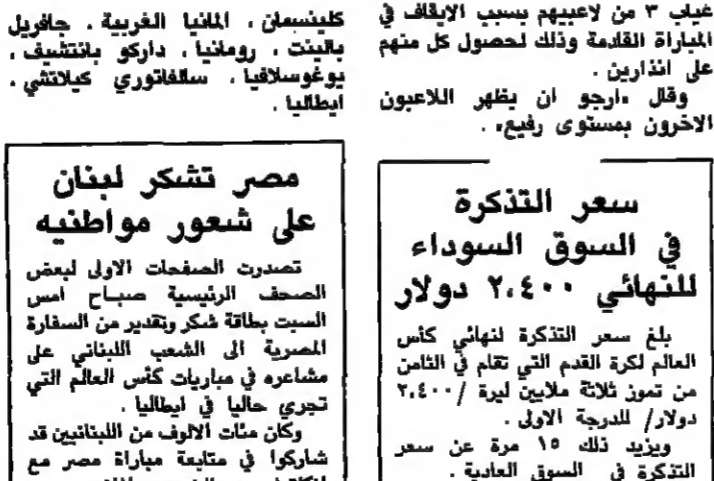 غياب ٣ من لاعبيهم بسبب الايقاف في
المباراة القادمة وذلك لحصول كل منهم
على انذارين .
وقال «ارجو ان يظهر اللاعبون
الاخرون بمستوى رفيع» .
سعر التذكرة
في السوق السوداء
للنهائي ٢،٤٠٠ دولار
بلغ سعر التذكرة لنهائي كأس
العالم لكرة القدم التي تقام في الثامن
من تموز ثلاثة ملايين ليرة /٢،٤٠٠
دولار/ للدرجة الاولى .
ويزيد ذلك ١٥ مرة عن سعر
التذكرة في السوق العادية .
كلينسمان ، المانيا الغربية . جافريل
بالينت ، رومانيا ، داركو بانتشيف ،
يوغوسلافيا . سالفاتوري كيلاتشي ،
ايطاليا .
مصر تشكر لبنان
على شعور مواطنيه
تصدرت الصفحات الاولى لبعض
الصحف الرئيسية صباح امس
السبت بطاقة شكر وتقدير من السفارة
المصرية الى الشعب اللبناني على
مشاعره في مباريات كأس العالم التي
تجري حاليا في ايطاليا .
وكان مئات الالوف من اللبنانيين قد
شاركوا في متابعة مباراة مصر مع